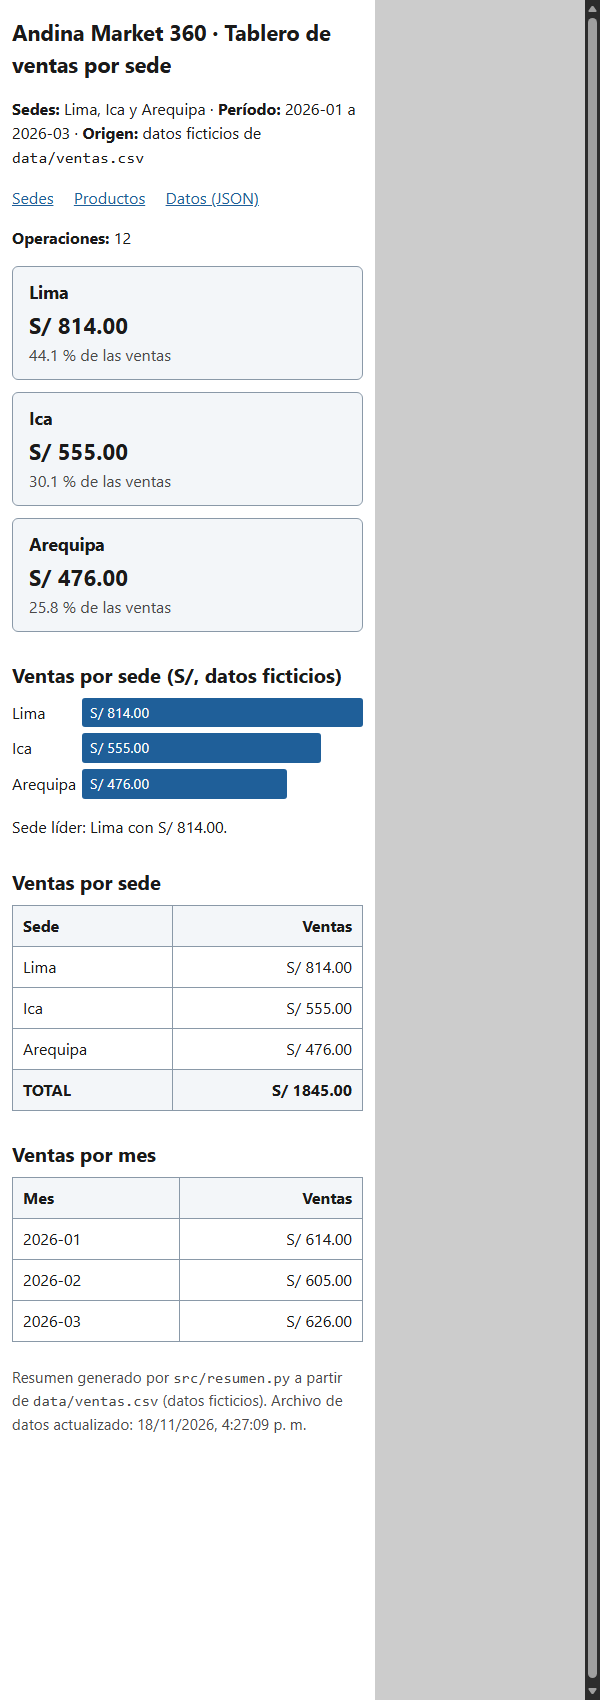 Andina Market 360 · Tablero de
ventas por sede
Sedes: Lima, Ica y Arequipa · Período: 2026-01 a
2026-03 · Origen: datos ficticios de
data/ventas.csv
Sedes Productos Datos (JSON)
Operaciones: 12
Lima
S/ 814.00
44.1 % de las ventas
Ica
S/ 555.00
30.1 % de las ventas
Arequipa
S/ 476.00
25.8 % de las ventas
Ventas por sede (S/, datos ficticios)
Lima S/ 814.00
Ica S/ 555.00
Arequipa S/ 476.00
Sede líder: Lima con S/ 814.00.
Ventas por sede
Sede Ventas
Lima S/ 814.00
Ica S/ 555.00
Arequipa S/ 476.00
TOTAL S/ 1845.00
Ventas por mes
Mes Ventas
2026-01 S/ 614.00
2026-02 S/ 605.00
2026-03 S/ 626.00
Resumen generado por src/resumen.py a partir
de data/ventas.csv (datos ficticios). Archivo de
datos actualizado: 18/11/2026, 4:27:09 p. m.